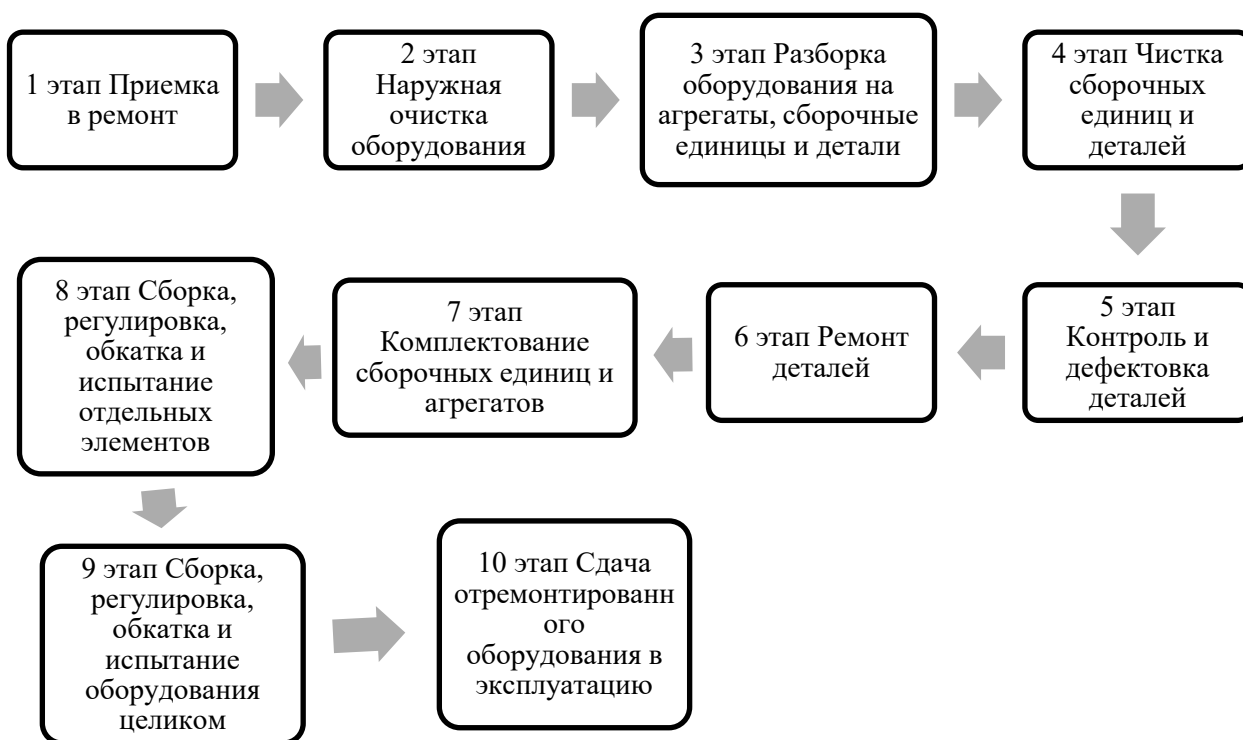 1 этап Приемка
в ремонт
2 этап
Наружная
очистка
оборудования
3 этап Разборка
оборудования на
агрегаты, сборочные
единицы и детали
4 этап Чистка
сборочных
единиц и
деталей
5 этап
Контроль и
дефектовка
деталей
6 этап Ремонт
деталей
7 этап
Комплектование
сборочных единиц и
агрегатов
8 этап Сборка,
регулировка,
обкатка и
испытание
отдельных
элементов
9 этап Сборка,
регулировка,
обкатка и
испытание
оборудования
целиком
10 этап Сдача
отремонтированн
ого
оборудования в
эксплуатацию